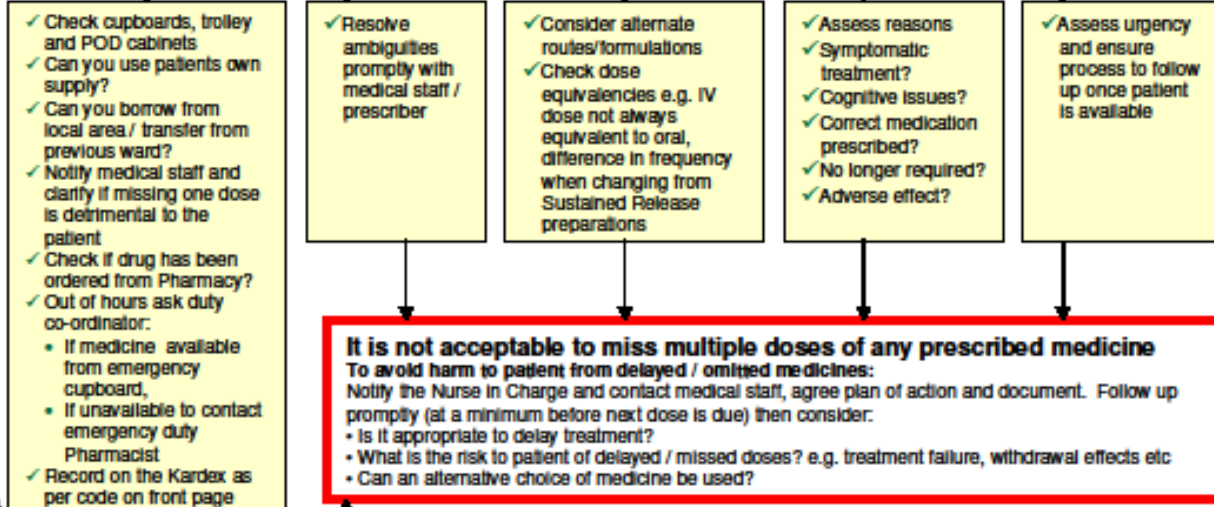 ✓ Check cupboards, trolley
and POD cabinets
✓ Can you use patients own
supply?
✓ Can you borrow from
local area / transfer from
previous ward?
✓ Notify medical staff and
clarify if missing one dose
is detrimental to the
patient
✓ Check if drug has been
ordered from Pharmacy?
✓ Out of hours ask duty
co-ordinator:
• If medicine available
from emergency
cupboard,
• If unavailable to contact
emergency duty
Pharmacist
✓ Record on the Kardex as
per code on front page
✓ Resolve
ambiguities
promptly with
medical staff /
prescriber
✓ Consider alternate
routes/formulations
✓ Check dose
equivalencies e.g. IV
dose not always
equivalent to oral,
difference in frequency
when changing from
Sustained Release
preparations
✓ Assess reasons
✓ Symptomatic
treatment?
✓ Cognitive issues?
✓ Correct medication
prescribed?
✓ No longer required?
✓ Adverse effect?
✓ Assess urgency
and ensure
process to follow
up once patient
is available
It is not acceptable to miss multiple doses of any prescribed medicine
To avoid harm to patient from delayed / omitted medicines:
Notify the Nurse in Charge and contact medical staff, agree plan of action and document. Follow up
promptly (at a minimum before next dose is due) then consider:
• Is it appropriate to delay treatment?
• What is the risk to patient of delayed / missed doses? e.g. treatment failure, withdrawal effects etc
• Can an alternative choice of medicine be used?